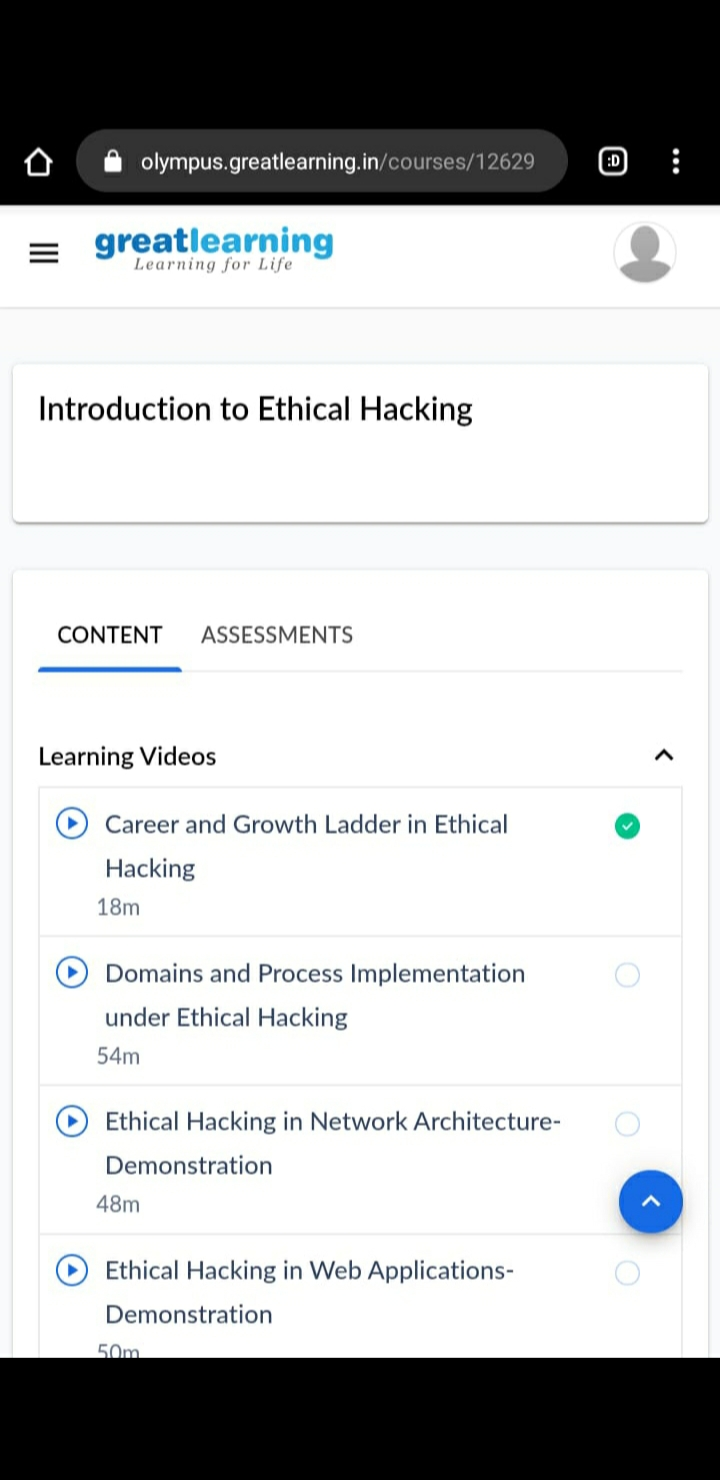 olympus.greatlearning.in/courses/12629
:D
greatlearning
Learning for Life
Introduction to Ethical Hacking
CONTENT ASSESSMENTS
Learning Videos
Career and Growth Ladder in Ethical
Hacking
18m
Domains and Process Implementation
under Ethical Hacking
54m
Ethical Hacking in Network Architecture-
Demonstration
48m
Ethical Hacking in Web Applications-
Demonstration
50m